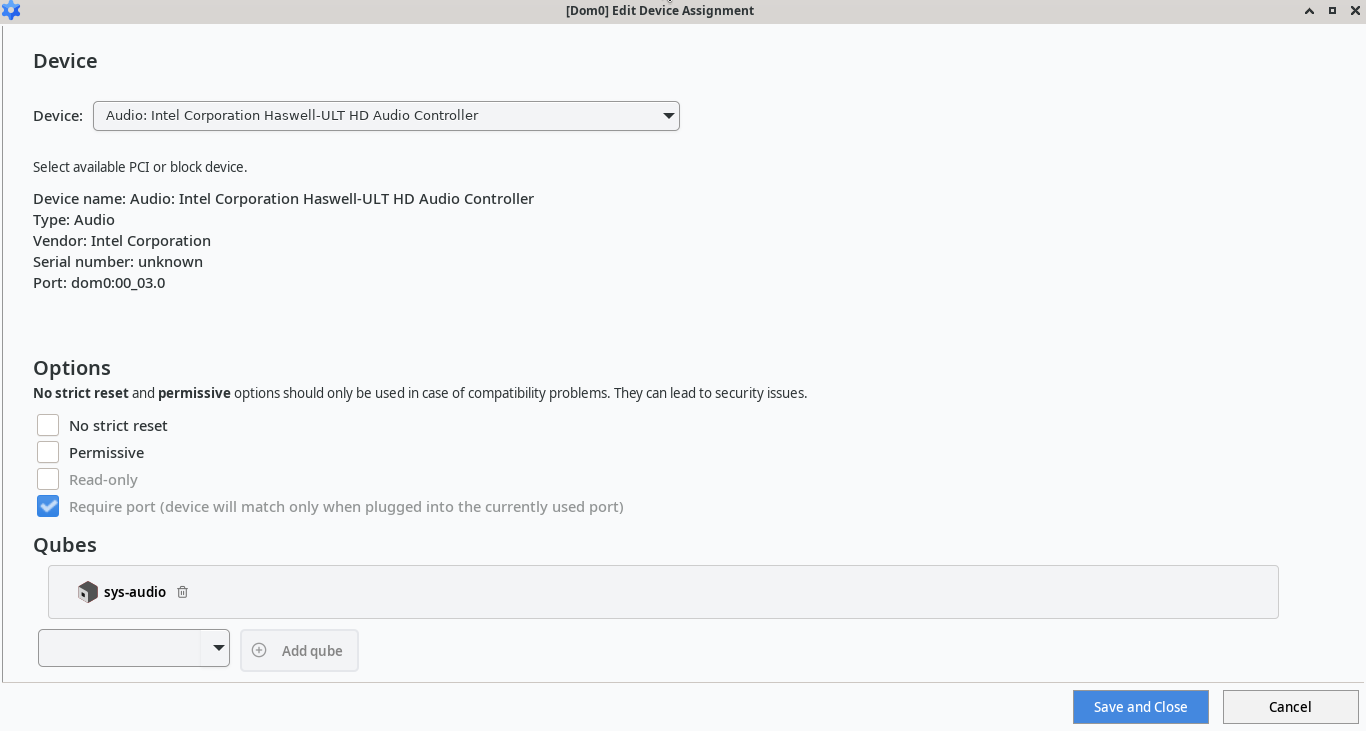 [Dom0] Edit Device Assignment
Device
Device: Audio: Intel Corporation Haswell-ULT HD Audio Controller
Select available PCI or block device.
Device name: Audio: Intel Corporation Haswell-ULT HD Audio Controller
Type: Audio
Vendor: Intel Corporation
Serial number: unknown
Port: dom0:00_03.0
Options
No strict reset and permissive options should only be used in case of compatibility problems. They can lead to security issues.
No strict reset
Permissive
Read-only
Require port (device will match only when plugged into the currently used port)
Qubes
sys-audio
Add qube
Save and Close Cancel